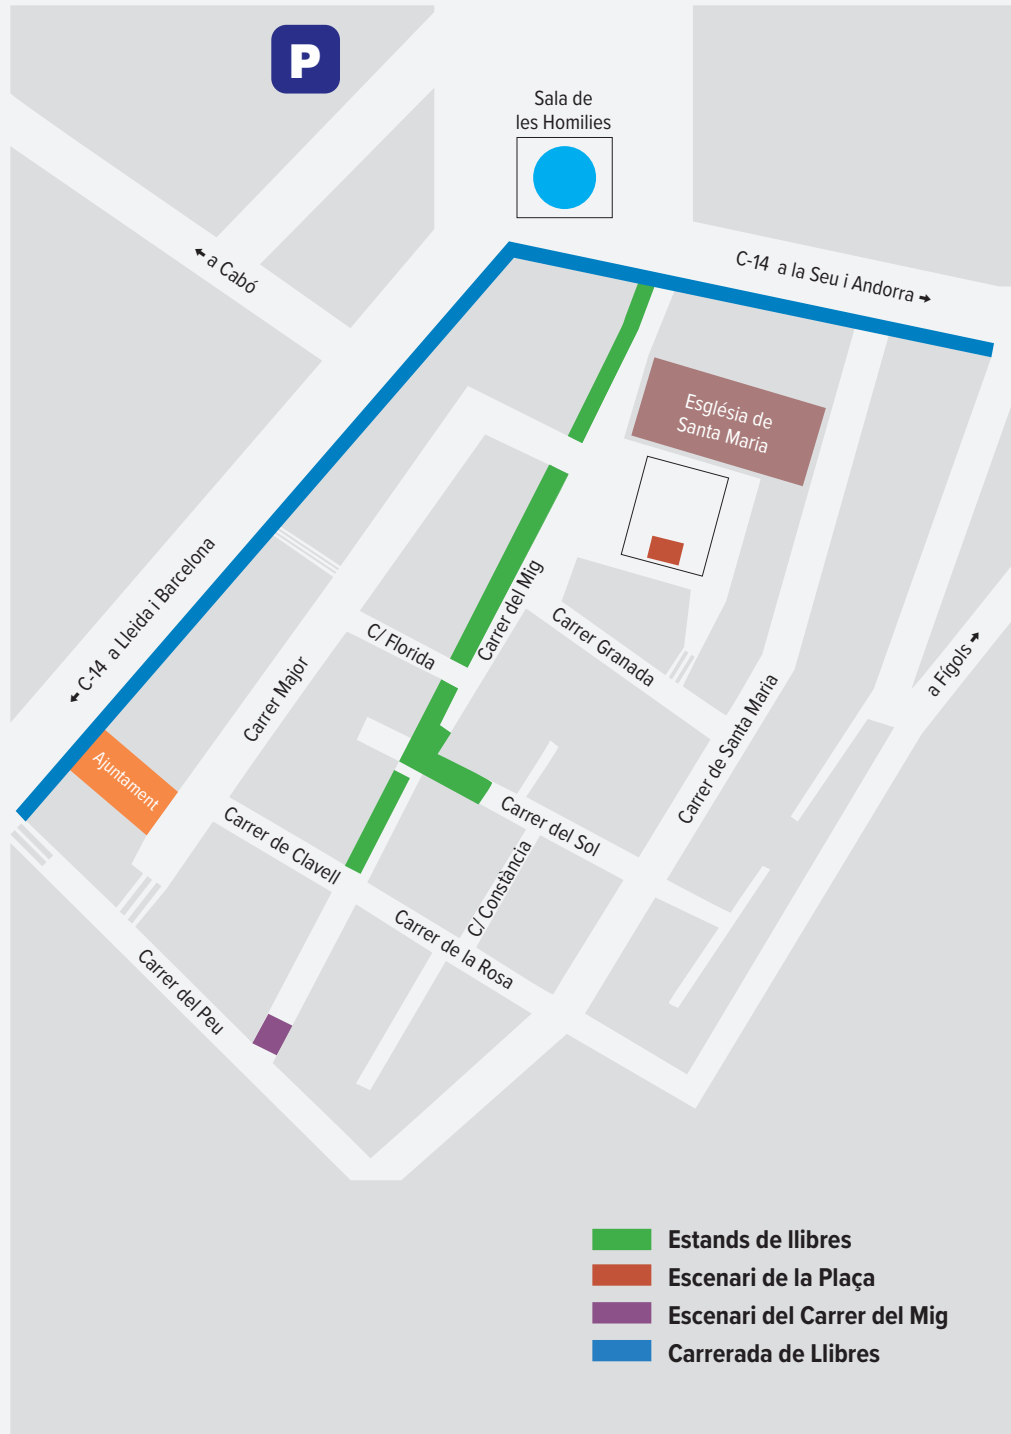 P
Sala de
les Homilies
C-14 a la Seu i Andorra
a Cabó
Església de
Santa Maria
C-14 a Lleida i Barcelona
Carrer del Mig
C/ Florida
Carrer Granada
a Fígols
Carrer Major
Carrer de Santa Maria
Ajuntament
Carrer del Sol
Carrer de Clavell
C/ Constància
Carrer de la Rosa
Carrer del Peu
Estands de llibres
Escenari de la Plaça
Escenari del Carrer del Mig
Carrerada de Llibres